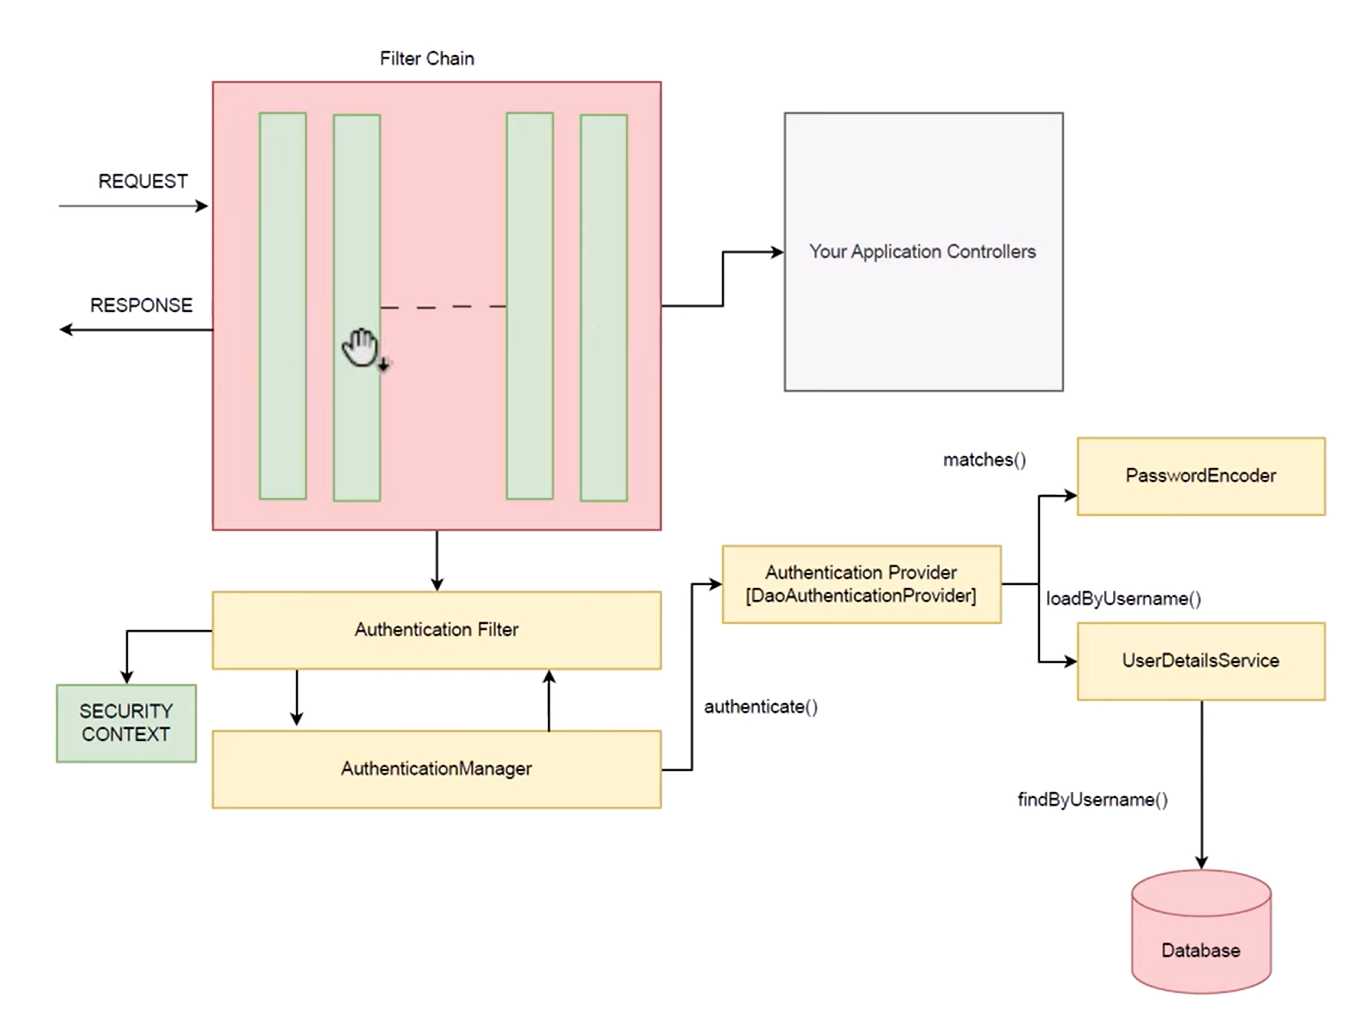 Filter Chain
REQUEST
RESPONSE
Your Application Controllers
matches()
PasswordEncoder
Authentication Provider
[DaoAuthenticationProvider]
loadByUsername()
UserDetailsService
Authentication Filter
SECURITY
CONTEXT
authenticate()
AuthenticationManager
findByUsername()
Database